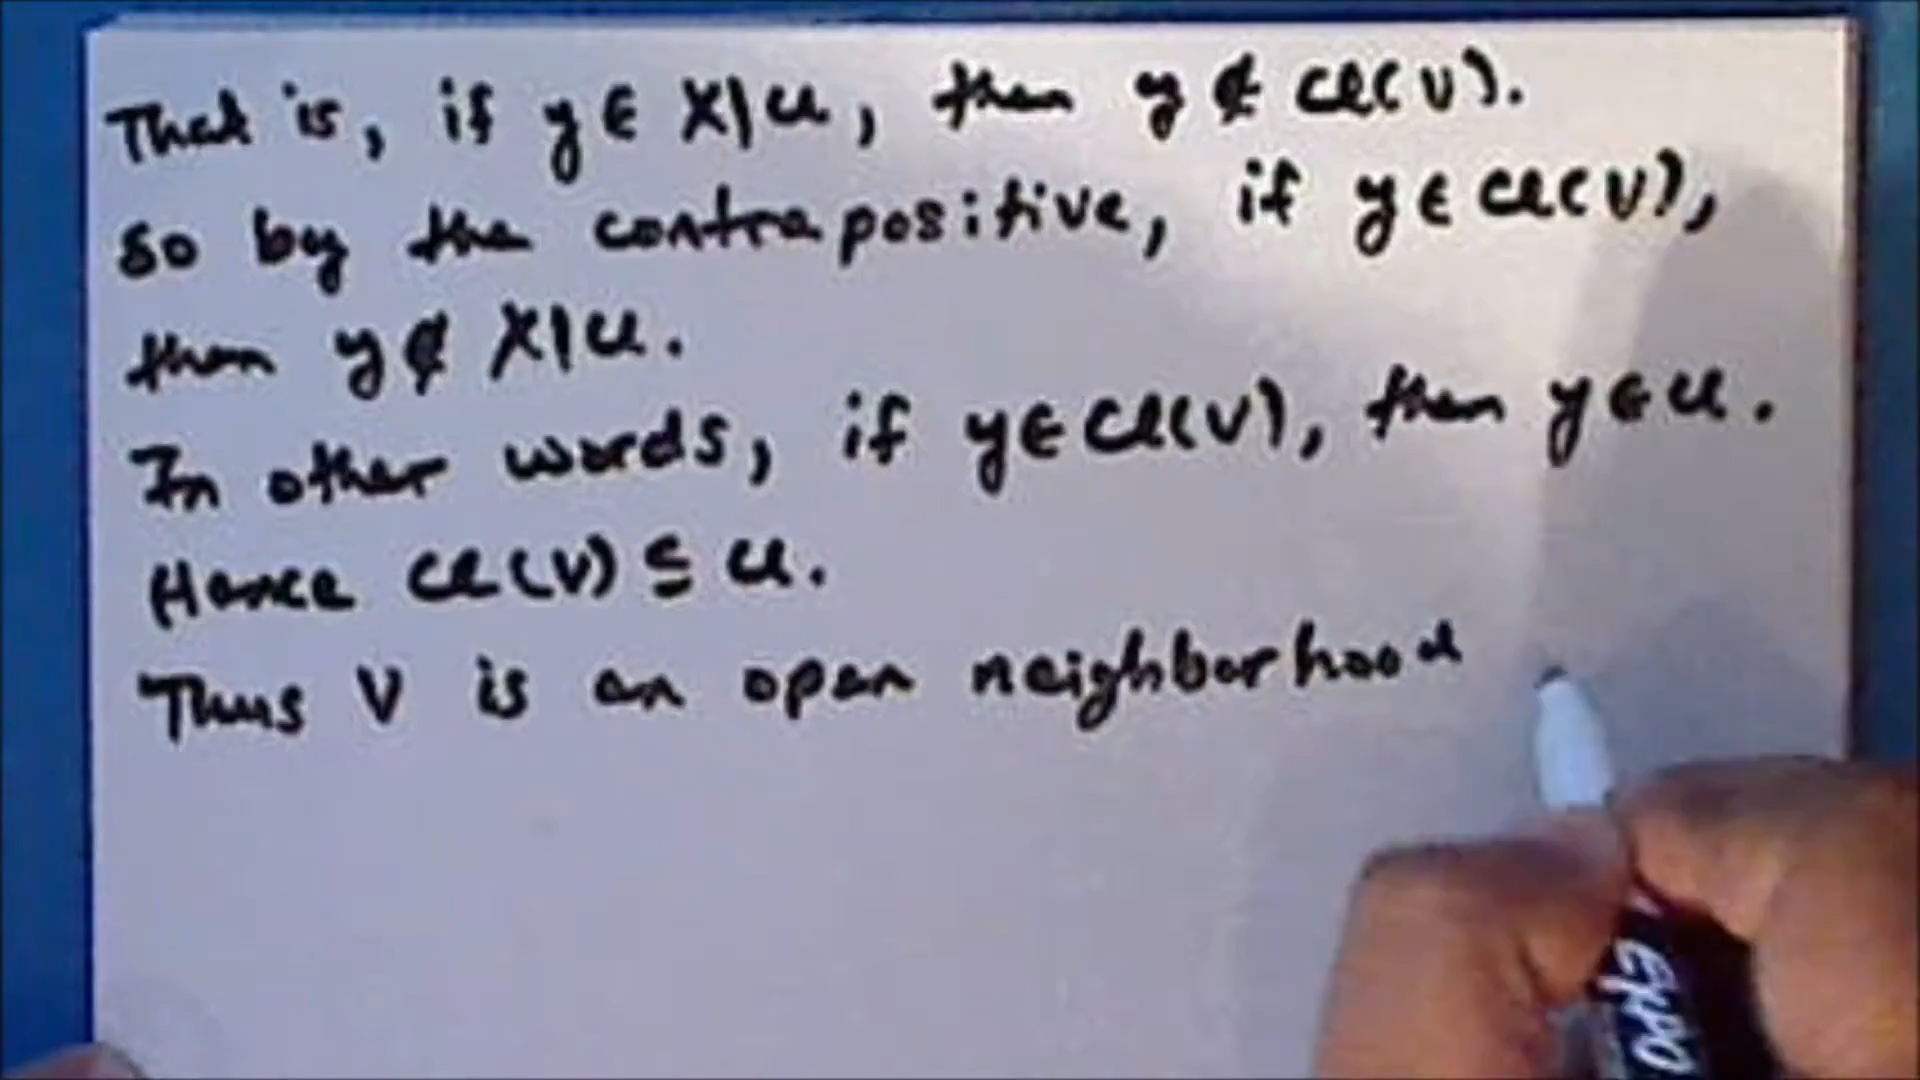 That is, if y ∈ X\U, then y ∉ Cl(V).
So by the contrapositive, if y ∈ Cl(V),
then y ∉ X\U.
In other words, if y ∈ Cl(V), then y ∈ U.
Hence Cl(V) ⊆ U.
Thus V is an open neighborhood
Expo